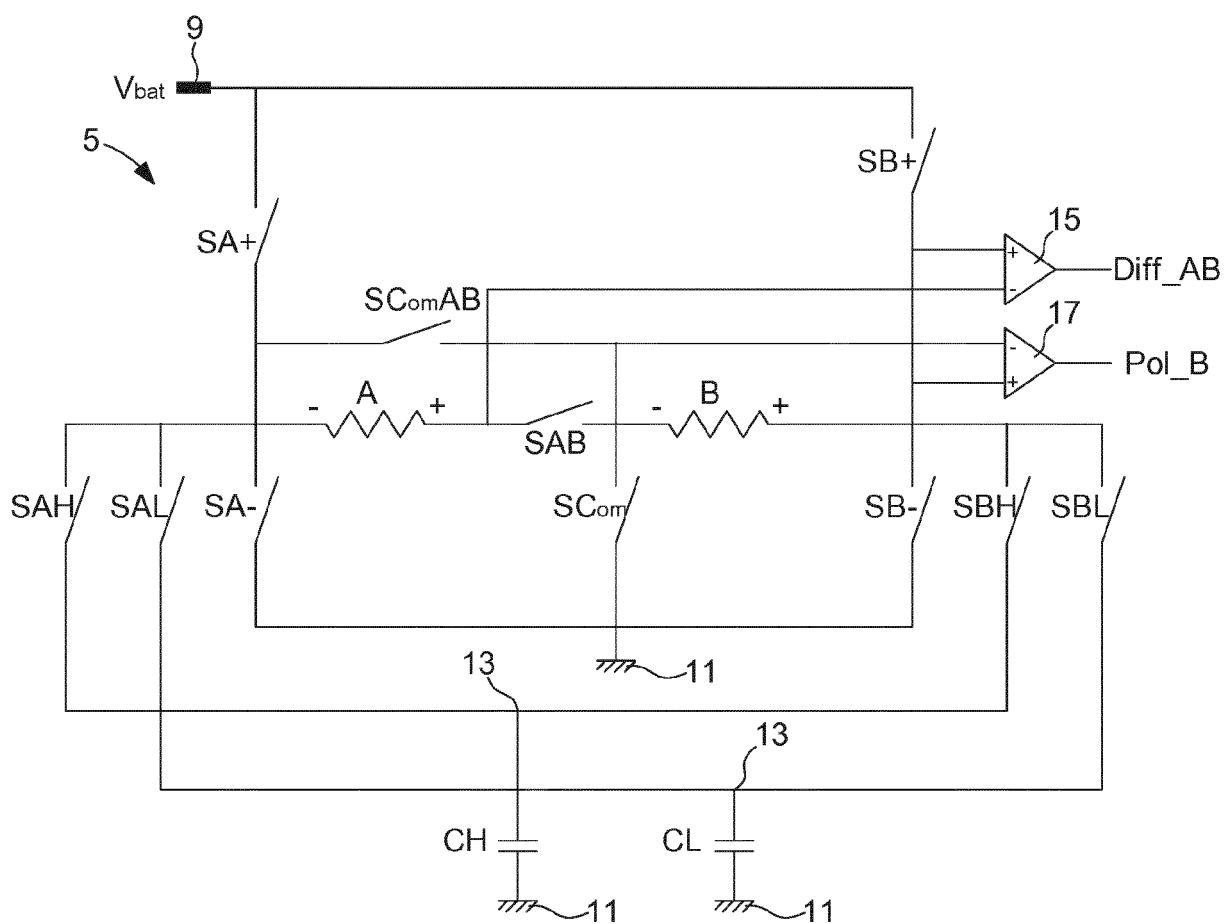 9
Vbat
5
SB+
SA+
15
+
-
Diff_AB
SComAB
17
-
+
Pol_B
- A +
- B +
SAB
SAH
SAL
SA-
SCom
SB-
SBH
SBL
11
13
13
CH
CL
11
11